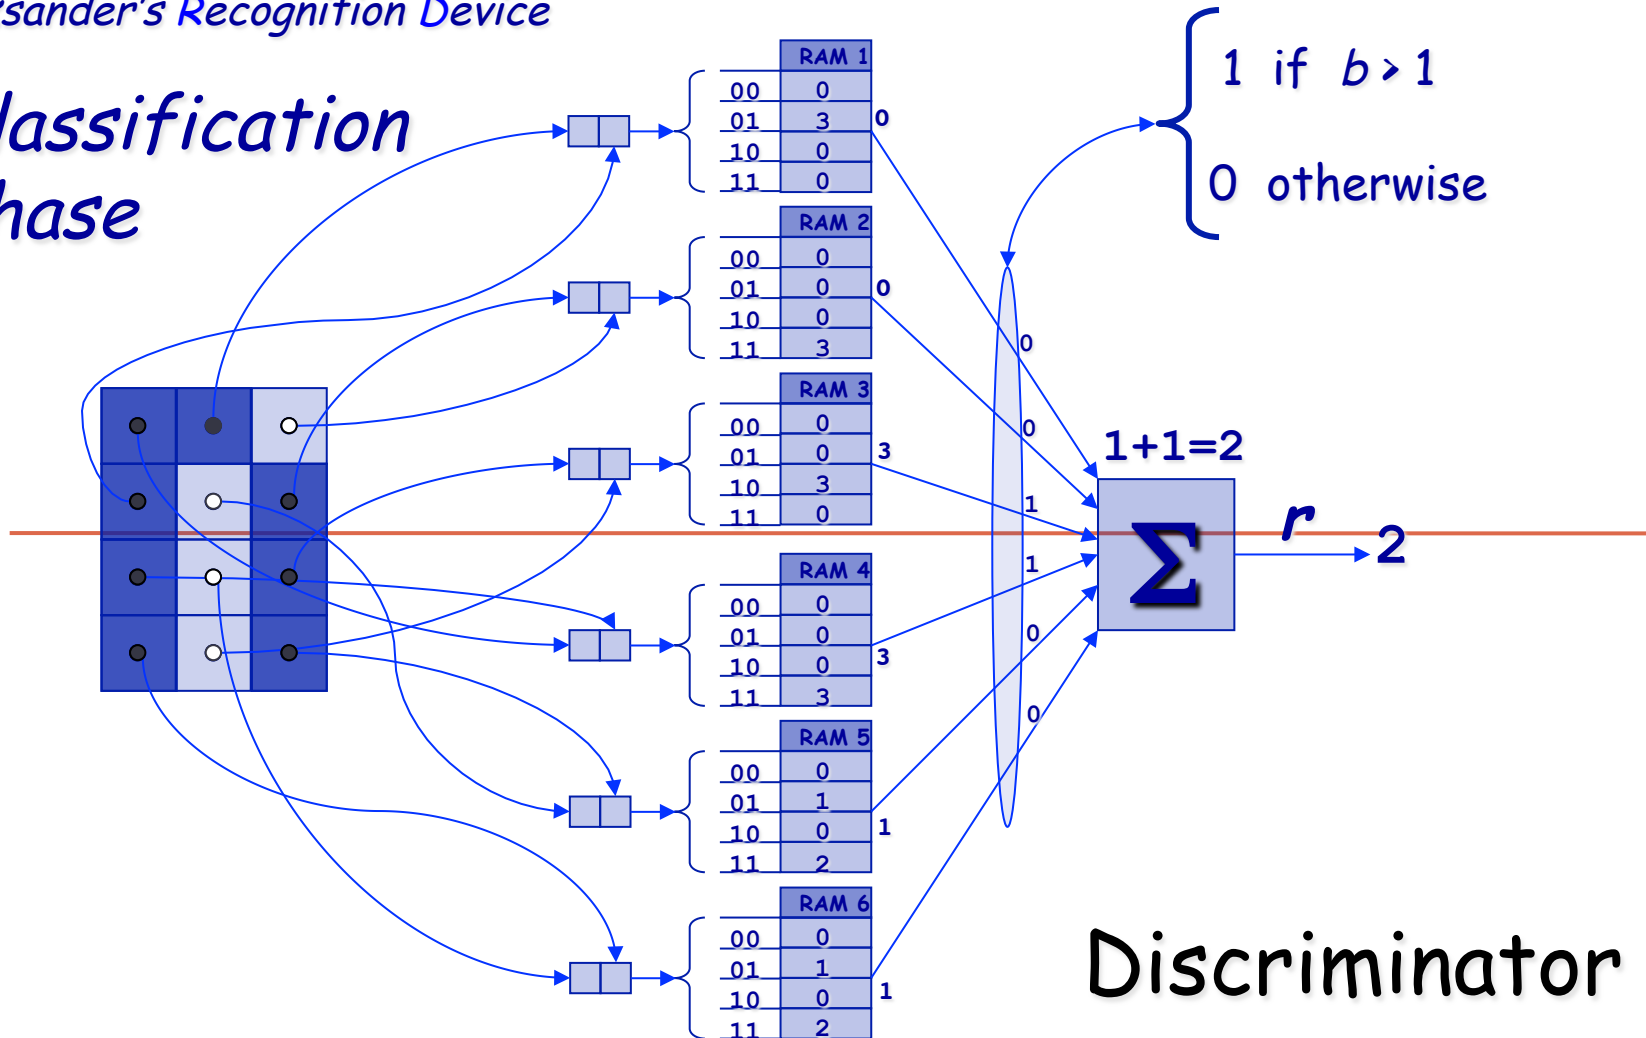 sander's Recognition Device
lassification
hase
1 if b > 1
0 otherwise
RAM 1
00 0
01 3
10 0
11 0
0
RAM 2
00 0
01 0
10 0
11 3
0
RAM 3
00 0
01 0
10 3
11 0
3
RAM 4
00 0
01 0
10 0
11 3
3
RAM 5
00 0
01 1
10 0
11 2
1
RAM 6
00 0
01 1
10 0
11 2
1
0
0
1
1
0
0
1+1=2
Σ
r
2
Discriminator